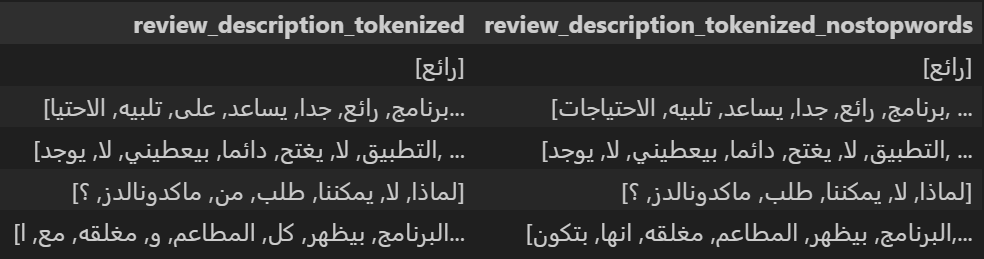 review_description_tokenized review_description_tokenized_nostopwords
[رائع] [رائع]
[برنامج, رائع, جدا, يساعد, على, تلبيه, الاحتيا... [برنامج, رائع, جدا, يساعد, تلبيه, الاحتياجات, ...
[التطبيق, لا, يغتح, دائما, بيعطيني, لا, يوجد, ... [التطبيق, لا, يغتح, دائما, بيعطيني, لا, يوجد, ...
[لماذا, لا, يمكننا, طلب, من, ماكدونالدز, ؟] [لماذا, لا, يمكننا, طلب, ماكدونالدز, ؟]
[البرنامج, بيظهر, كل, المطاعم, و, مغلقه, مع, ا... [البرنامج, بيظهر, المطاعم, مغلقه, انها, بتكون,...